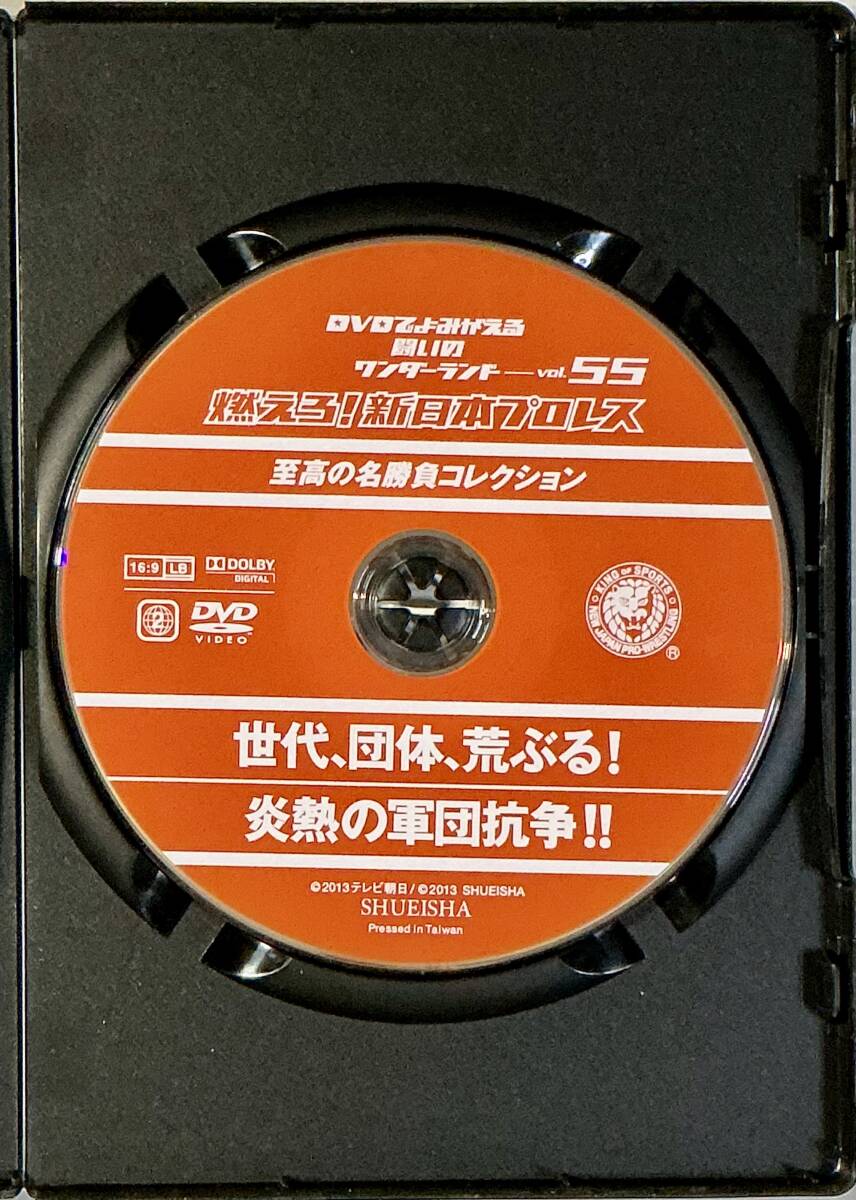 DVDでよみがえる
闘いの
ワンダーランド vol.55
燃えろ!新日本プロレス
至高の名勝負コレクション
16:9 LB
DOLBY
DIGITAL
2
DVD
VIDEO
KING OF SPORTS
NEW JAPAN PRO-WRESTLING
®
世代、団体、荒ぶる!
炎熱の軍団抗争!!
©2013テレビ朝日/©2013 SHUEISHA
SHUEISHA
Pressed in Taiwan